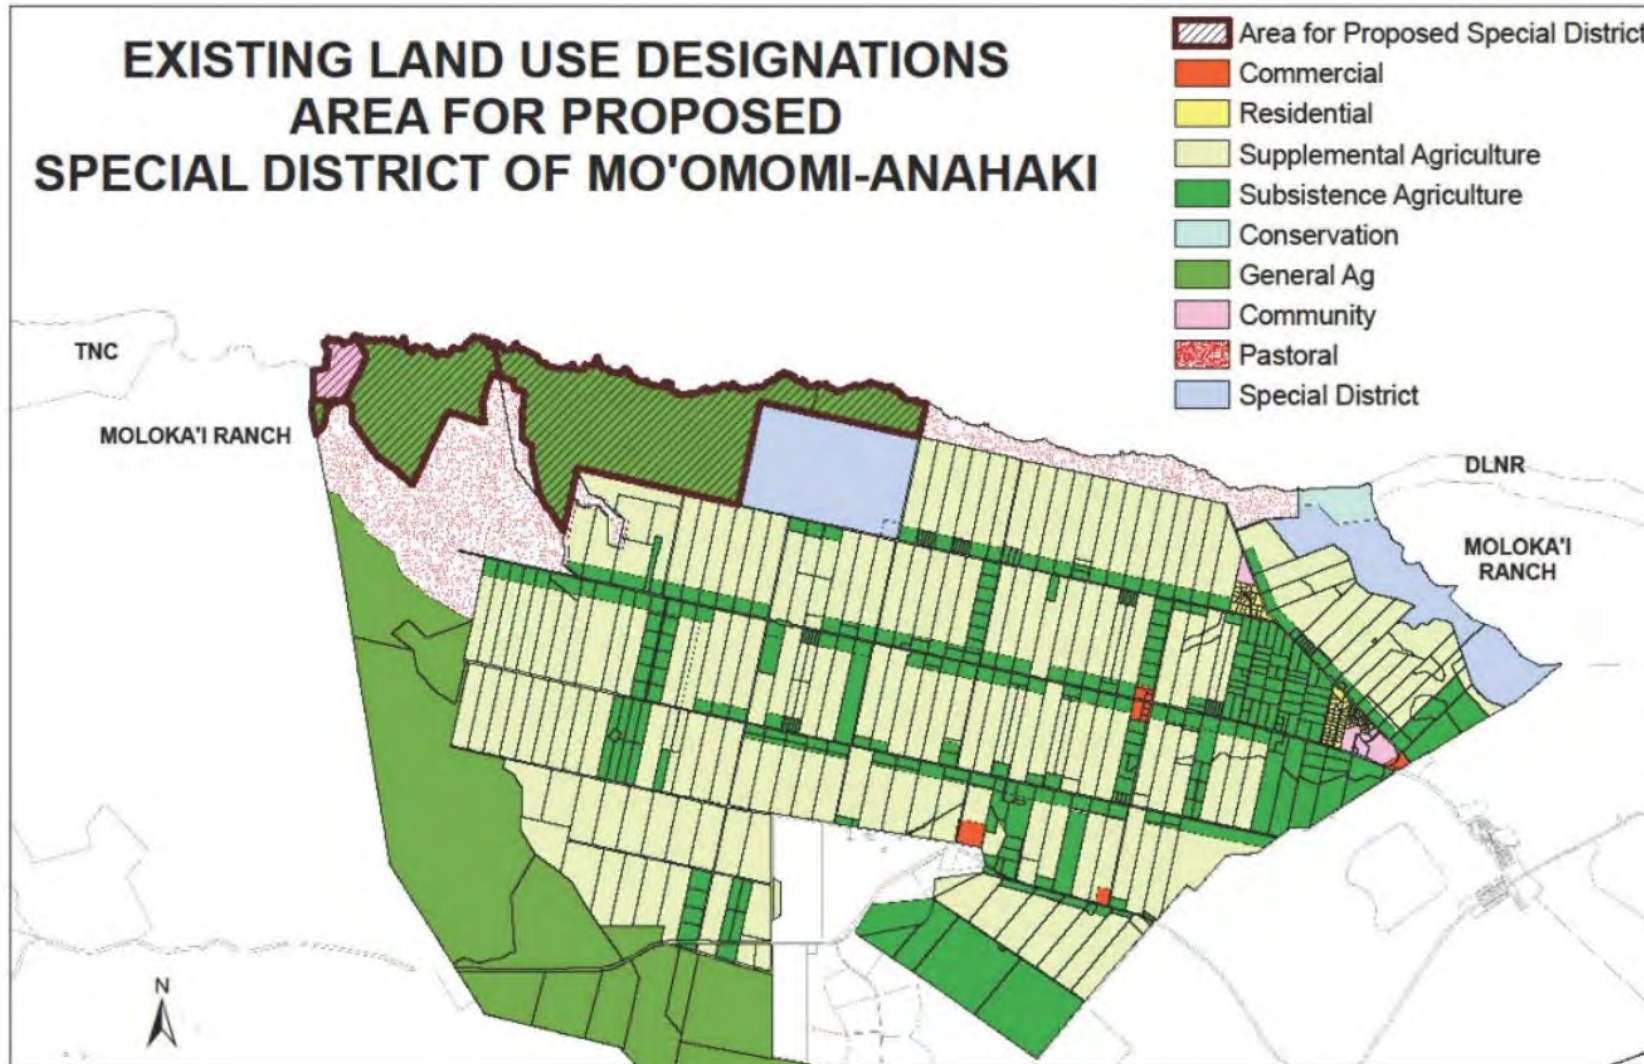 EXISTING LAND USE DESIGNATIONS
AREA FOR PROPOSED
SPECIAL DISTRICT OF MO'OMOMI-ANAHAKI
Area for Proposed Special District
Commercial
Residential
Supplemental Agriculture
Subsistence Agriculture
Conservation
General Ag
Community
Pastoral
Special District
TNC
MOLOKA'I RANCH
DLNR
MOLOKA'I
RANCH
N